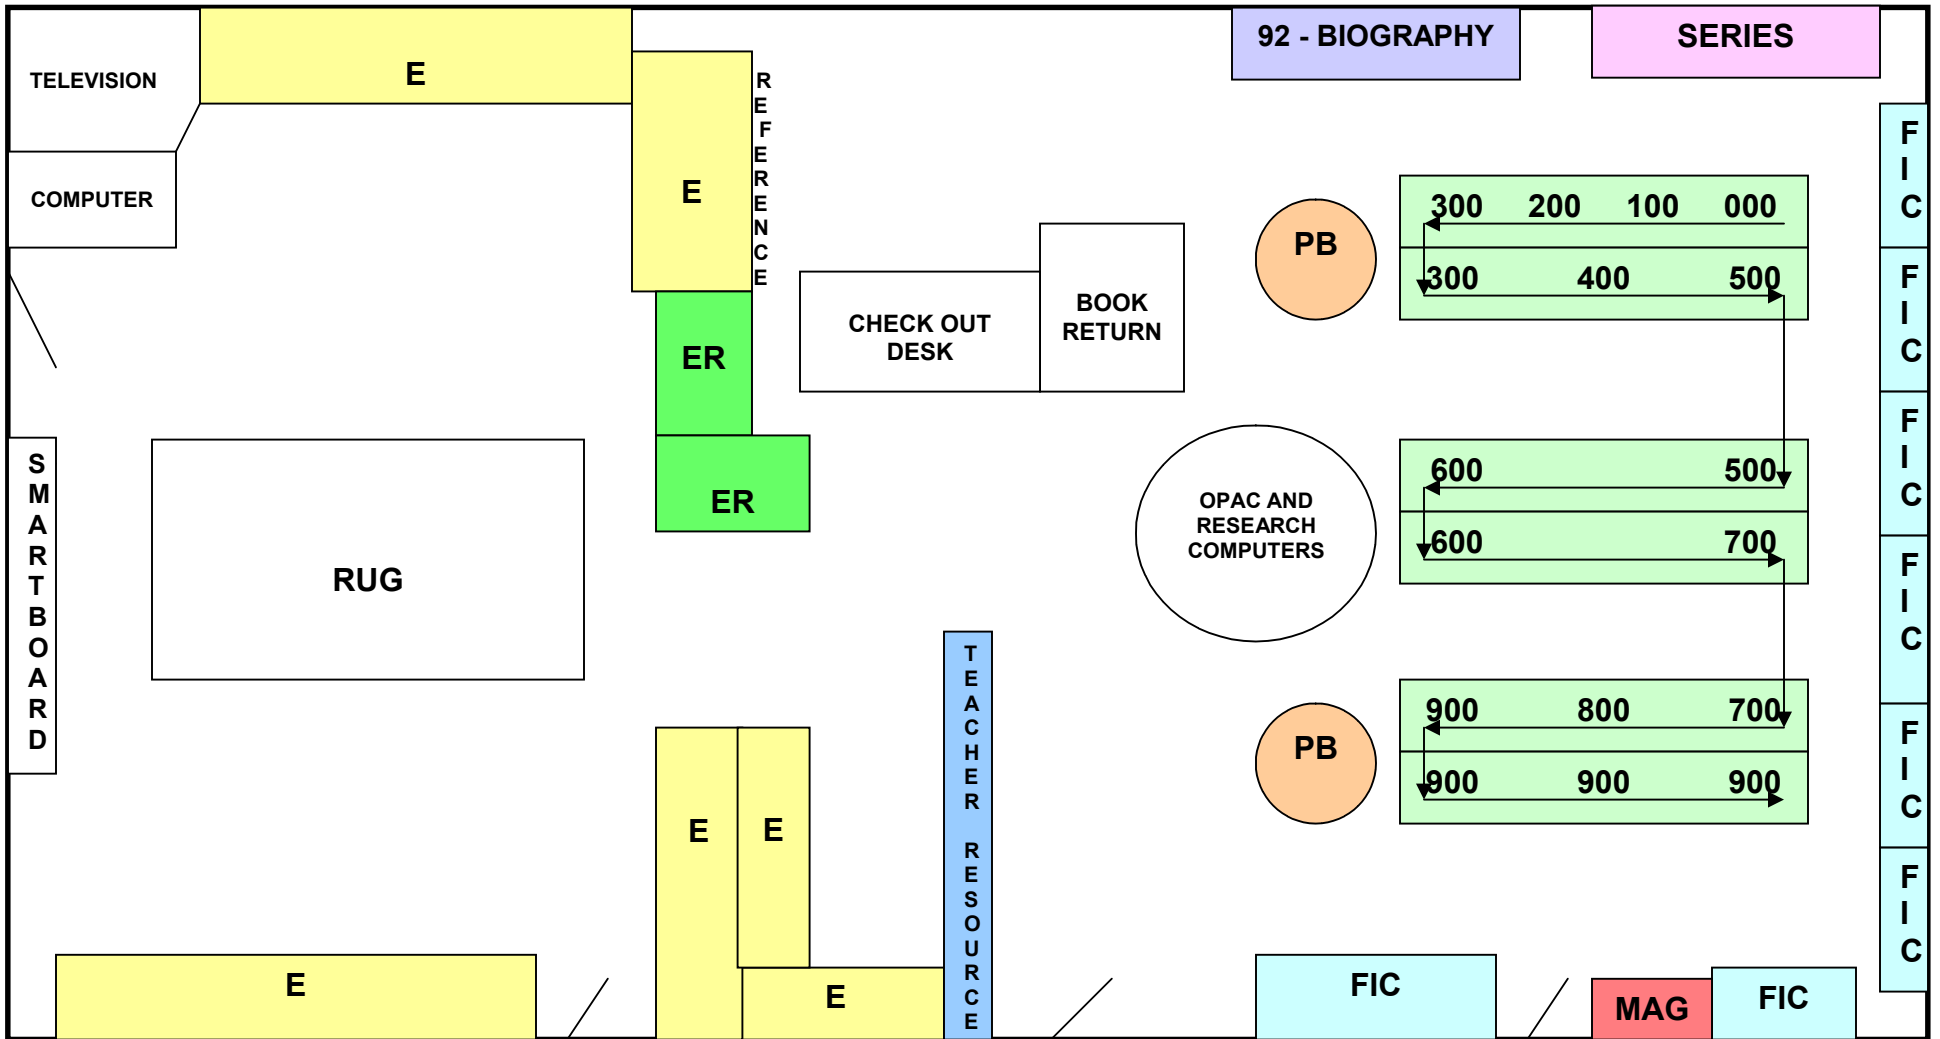 92 - BIOGRAPHY
SERIES
TELEVISION
E
REFERENCE
COMPUTER
E
FIC
300 200 100 000
PB
300 400 500
FIC
CHECK OUT
DESK
BOOK
RETURN
ER
ER
SMARTBOARD
RUG
OPAC AND
RESEARCH
COMPUTERS
600 500
600 700
FIC
FIC
TEACHER RESOURCE
PB
900 800 700
900 900 900
FIC
E
E
FIC
E
E
FIC
MAG
FIC